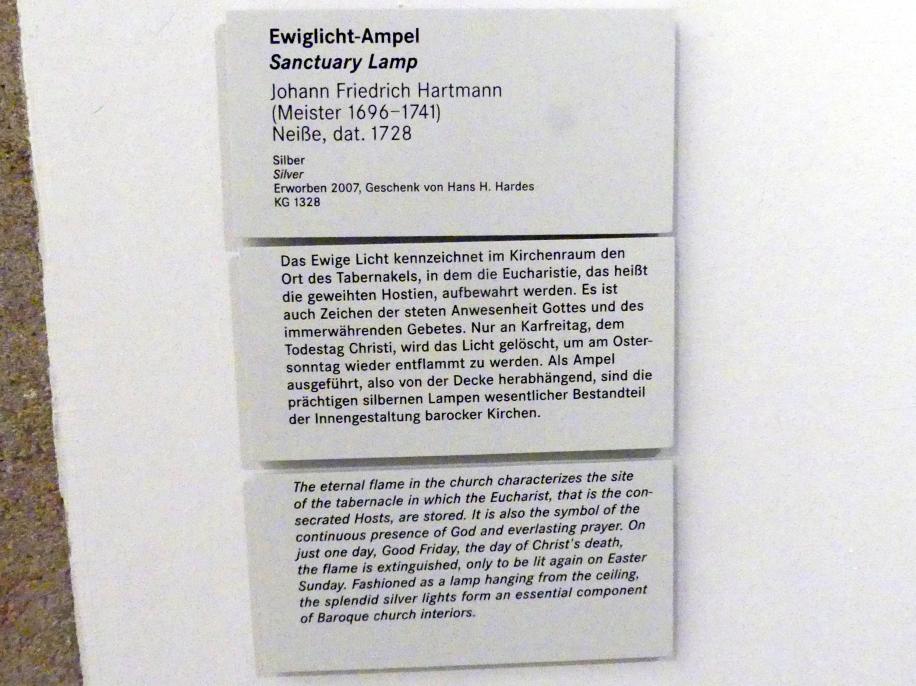 Ewiglicht-Ampel
Sanctuary Lamp
Johann Friedrich Hartmann
(Meister 1696–1741)
Neiße, dat. 1728
Silber
Silver
Erworben 2007, Geschenk von Hans H. Hardes
KG 1328
Das Ewige Licht kennzeichnet im Kirchenraum den
Ort des Tabernakels, in dem die Eucharistie, das heißt
die geweihten Hostien, aufbewahrt werden. Es ist
auch Zeichen der steten Anwesenheit Gottes und des
immerwährenden Gebetes. Nur an Karfreitag, dem
Todestag Christi, wird das Licht gelöscht, um am Oster-
sonntag wieder entflammt zu werden. Als Ampel
ausgeführt, also von der Decke herabhängend, sind die
prächtigen silbernen Lampen wesentlicher Bestandteil
der Innengestaltung barocker Kirchen.
The eternal flame in the church characterizes the site
of the tabernacle in which the Eucharist, that is the con-
secrated Hosts, are stored. It is also the symbol of the
continuous presence of God and everlasting prayer. On
just one day, Good Friday, the day of Christ's death,
the flame is extinguished, only to be lit again on Easter
Sunday. Fashioned as a lamp hanging from the ceiling,
the splendid silver lights form an essential component
of Baroque church interiors.